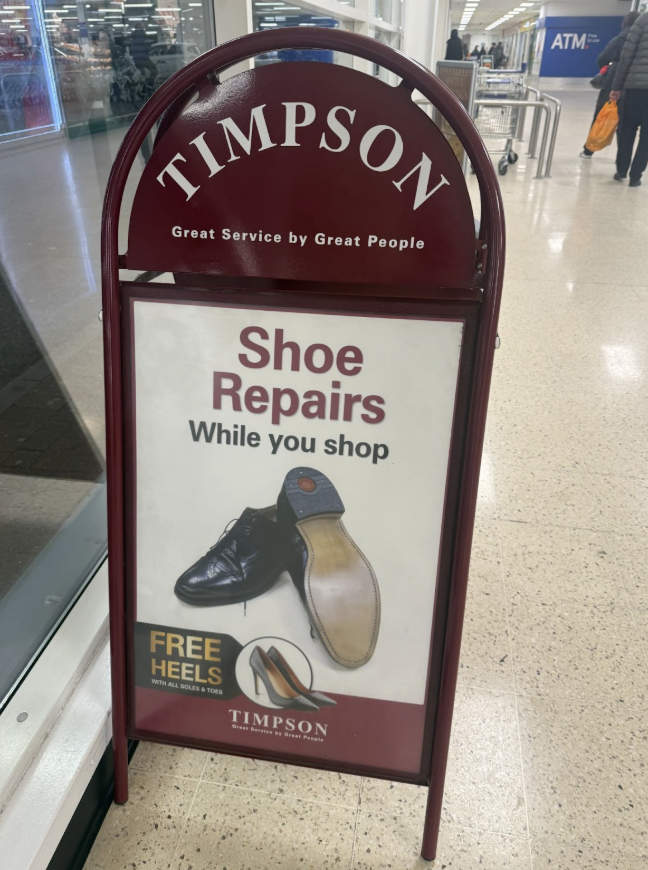 TIMPSON
Great Service by Great People
Shoe
Repairs
While you shop
FREE
HEELS
WITH ALL SOLES & TOES
TIMPSON
Great Service by Great People
ATM